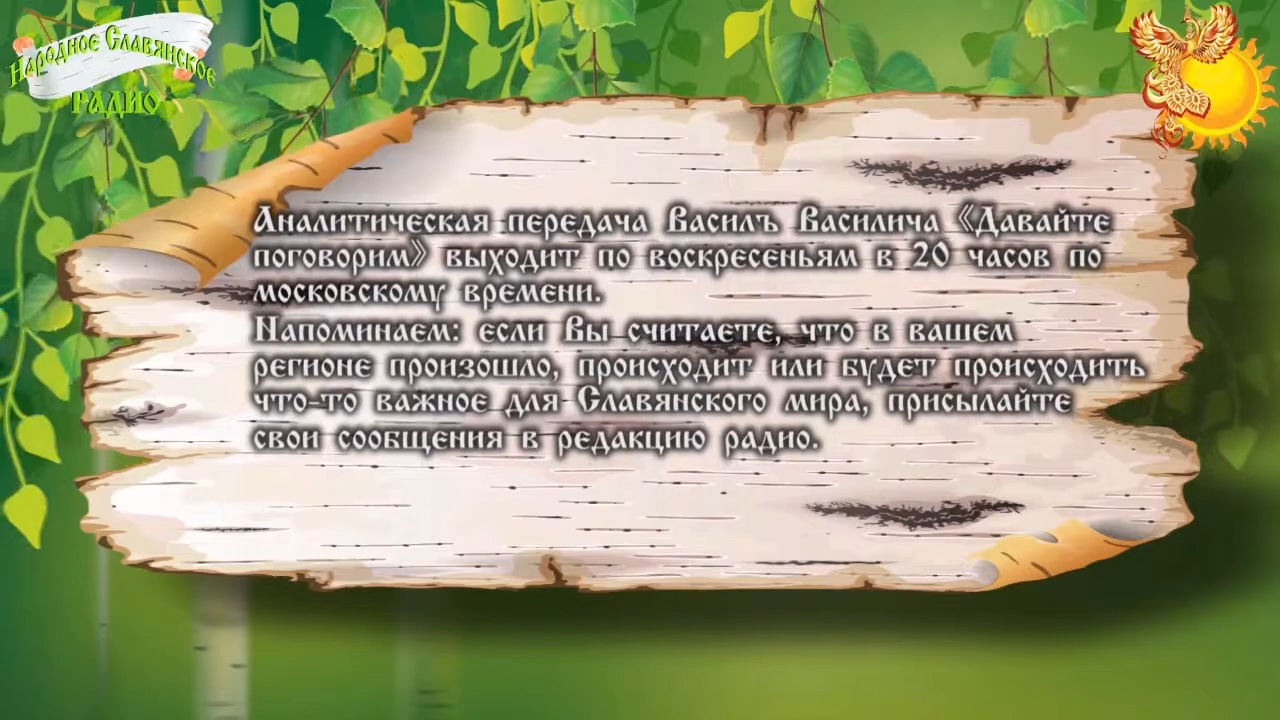 Народное Славянское
РАДИО
Аналитическая передача Василъ Василича «Давайте
поговорим» выходит по воскресеньям в 20 часов по
московскому времени.
Напоминаем: если Вы считаете, что в вашем
регионе произошло, происходит или будет происходить
что-то важное для Славянского мира, присылайте
свои сообщения в редакцию радио.